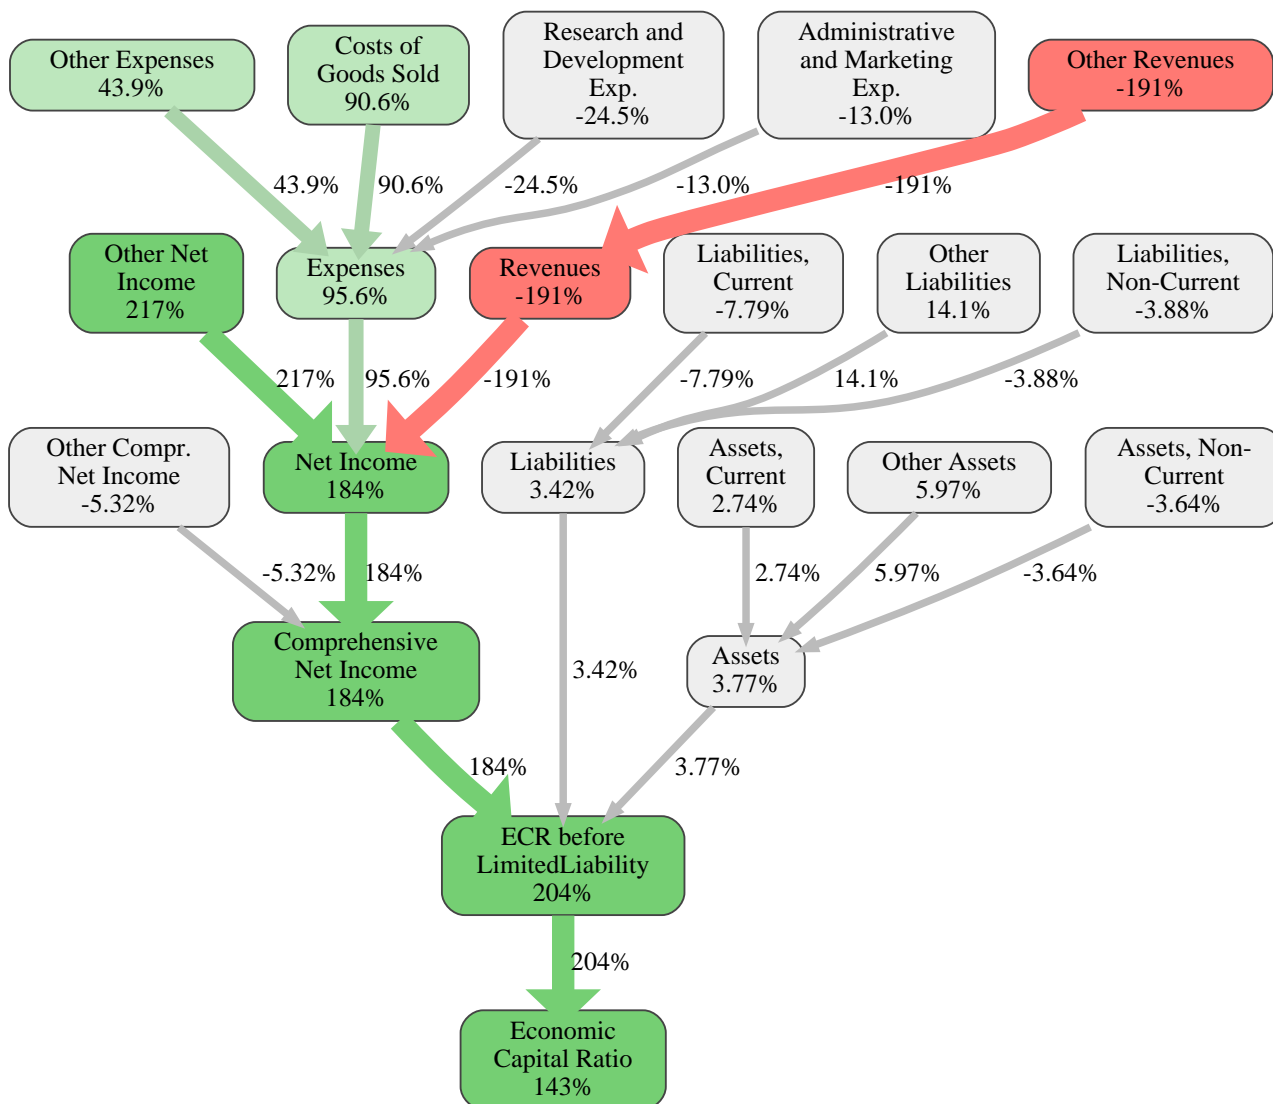 Other Expenses
43.9%
Costs of
Goods Sold
90.6%
Research and
Development
Exp.
-24.5%
Administrative
and Marketing
Exp.
-13.0%
Other Revenues
-191%
43.9%
90.6%
-24.5%
-13.0%
-191%
Other Net
Income
217%
Expenses
95.6%
Revenues
-191%
Liabilities,
Current
-7.79%
Other
Liabilities
14.1%
Liabilities,
Non-Current
-3.88%
217%
95.6%
-191%
-7.79%
14.1%
-3.88%
Other Compr.
Net Income
-5.32%
Net Income
184%
Liabilities
3.42%
Assets,
Current
2.74%
Other Assets
5.97%
Assets, Non-
Current
-3.64%
-5.32%
184%
2.74%
5.97%
-3.64%
Comprehensive
Net Income
184%
3.42%
Assets
3.77%
184%
3.77%
ECR before
LimitedLiability
204%
204%
Economic
Capital Ratio
143%